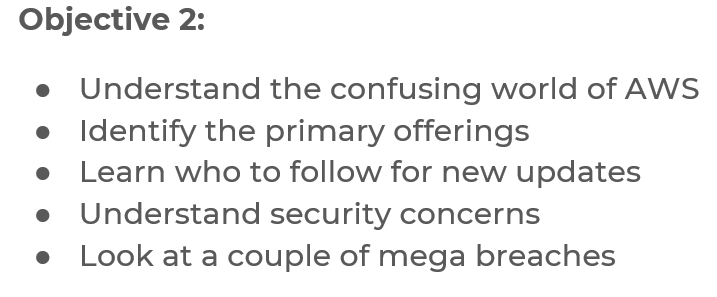 Objective 2:
● Understand the confusing world of AWS
● Identify the primary offerings
● Learn who to follow for new updates
● Understand security concerns
● Look at a couple of mega breaches